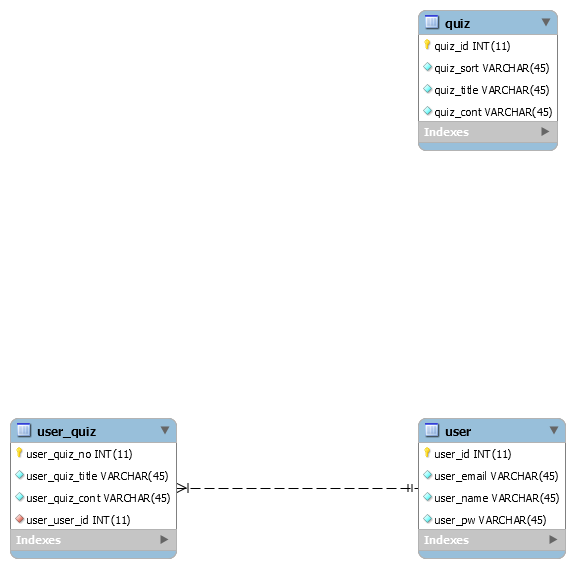 quiz
quiz_id INT(11)
quiz_sort VARCHAR(45)
quiz_title VARCHAR(45)
quiz_cont VARCHAR(45)
Indexes
user_quiz
user_quiz_no INT(11)
user_quiz_title VARCHAR(45)
user_quiz_cont VARCHAR(45)
user_user_id INT(11)
Indexes
user
user_id INT(11)
user_email VARCHAR(45)
user_name VARCHAR(45)
user_pw VARCHAR(45)
Indexes